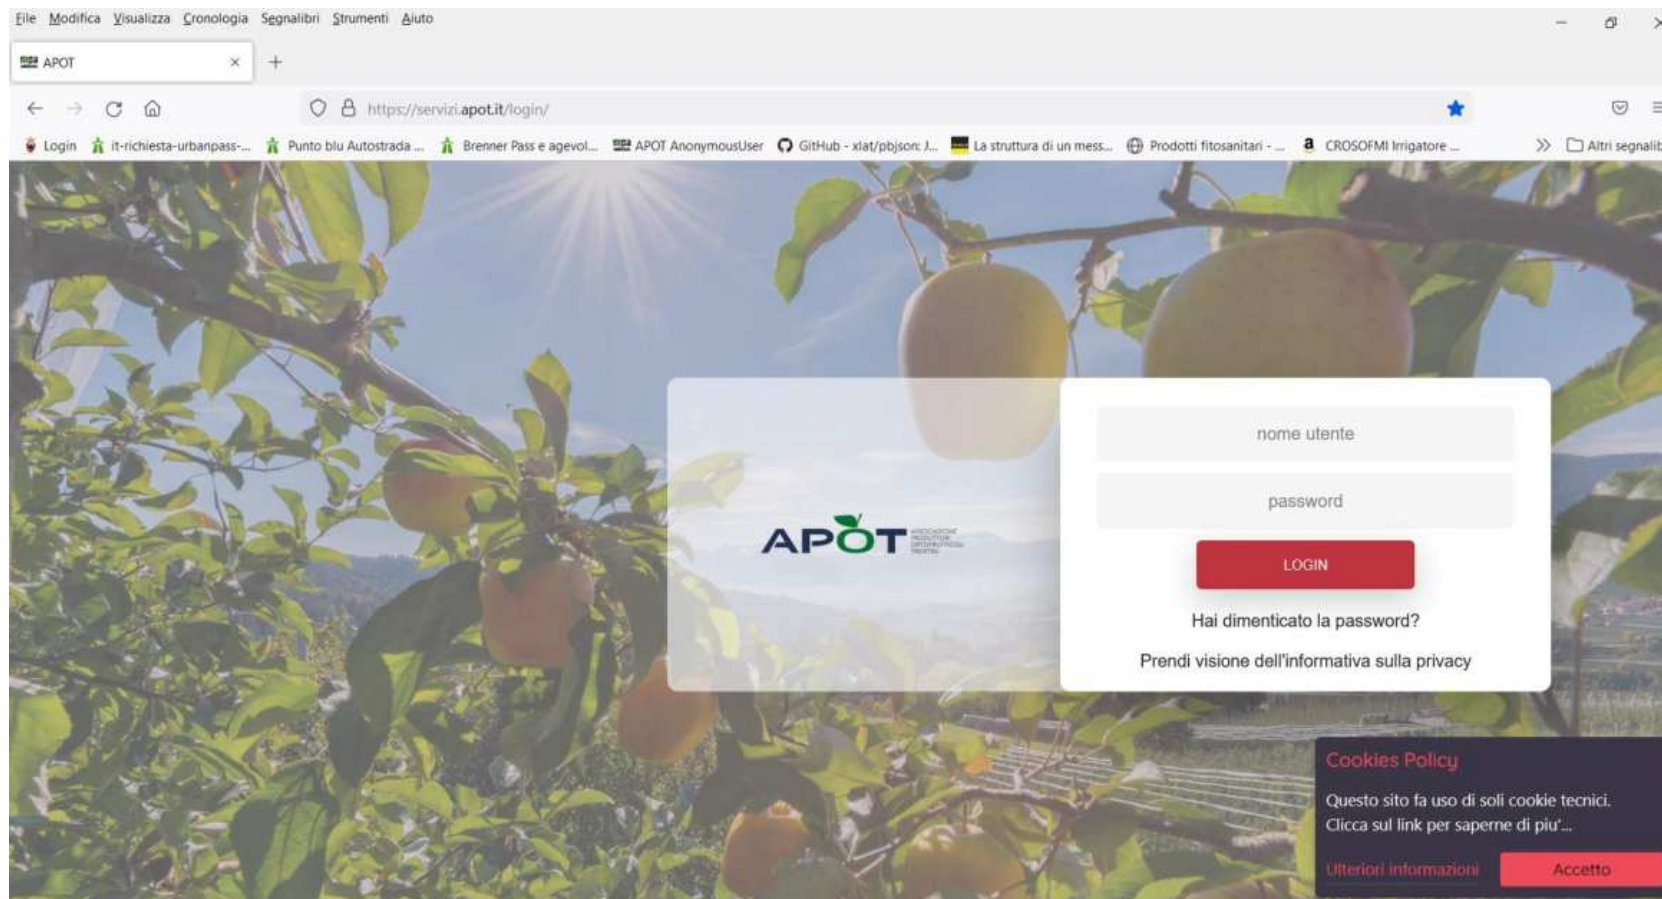 File Modifica Visualizza Cronologia Segnalibri Strumenti Aiuto
APOT
https://servizi.apot.it/login/
Login it-richiesta-urbanpass-... Punto blu Autostrada ... Brenner Pass e agevol... APOT AnonymousUser GitHub - xlat/pbjson: J... La struttura di un mess... Prodotti fitosanitari - ... CROSOFMI Irrigatore ... Altri segnalib
nome utente
password
APOT
LOGIN
Hai dimenticato la password?
Prendi visione dell'informativa sulla privacy
Cookies Policy
Questo sito fa uso di soli cookie tecnici.
Clicca sul link per saperne di piu'...
Ulteriori informazioni Accetto